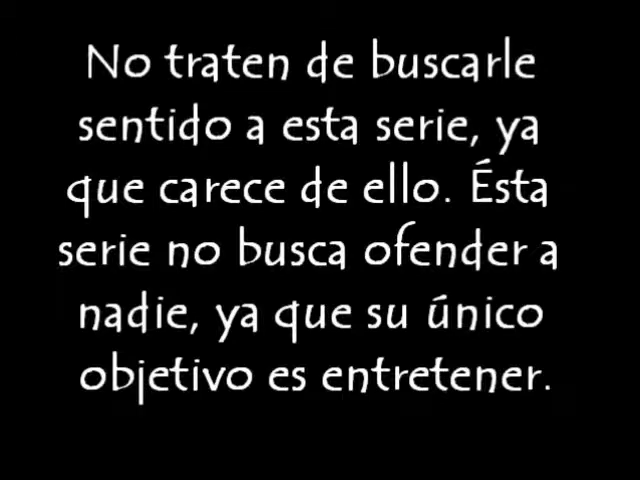 No traten de buscarle
sentido a esta serie, ya
que carece de ello. Ésta
serie no busca ofender a
nadie, ya que su único
objetivo es entretener.